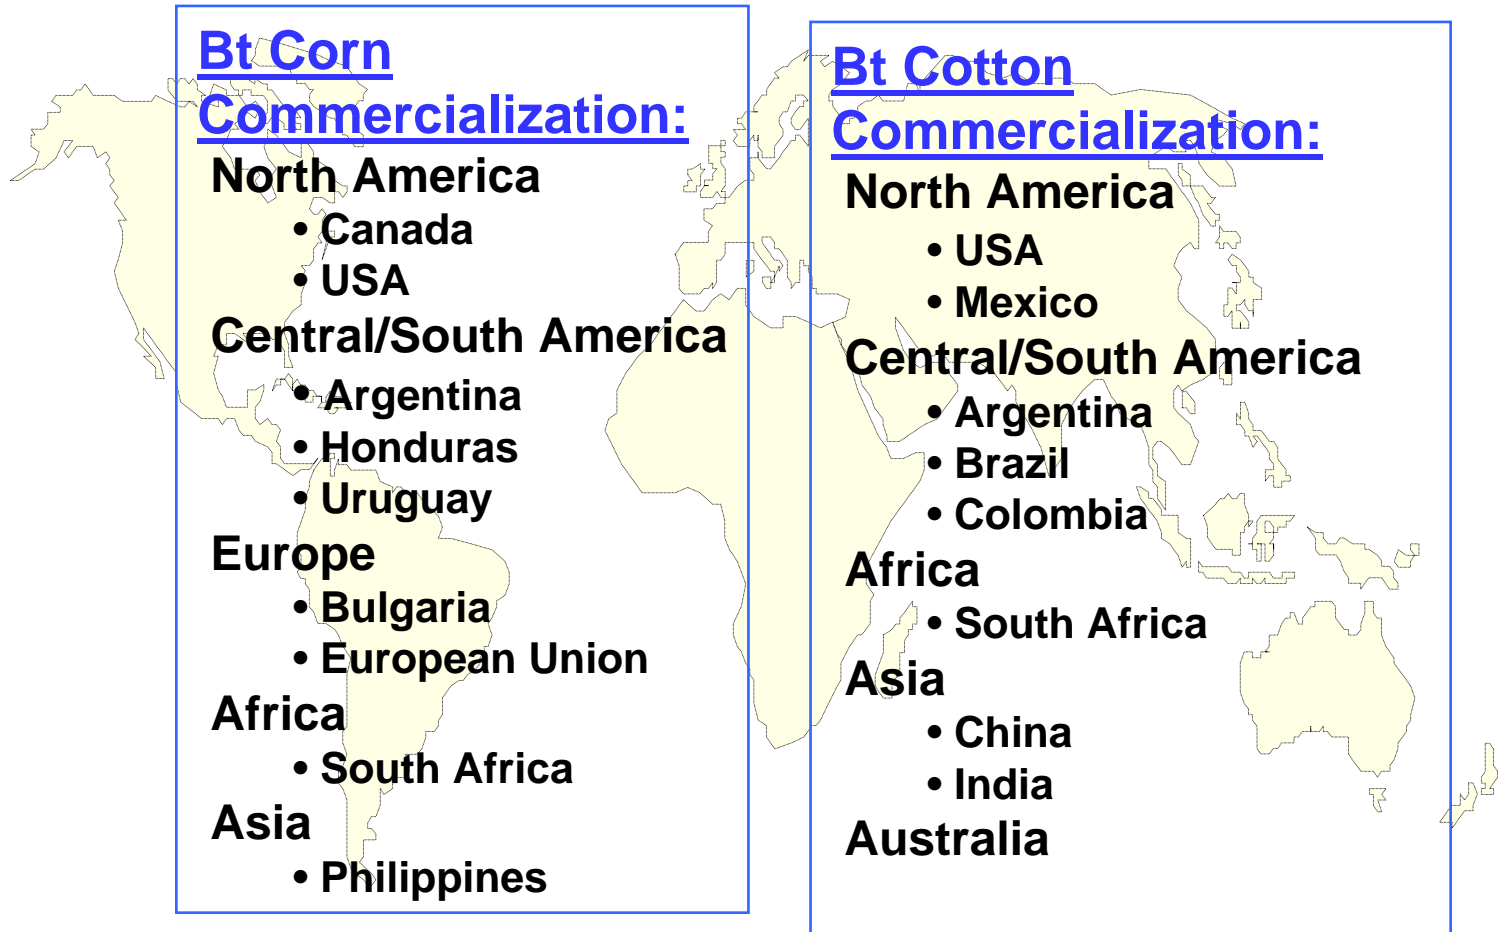 Bt Corn
Commercialization:
North America
• Canada
• USA
Central/South America
• Argentina
• Honduras
• Uruguay
Europe
• Bulgaria
• European Union
Africa
• South Africa
Asia
• Philippines
Bt Cotton
Commercialization:
North America
• USA
• Mexico
Central/South America
• Argentina
• Brazil
• Colombia
Africa
• South Africa
Asia
• China
• India
Australia